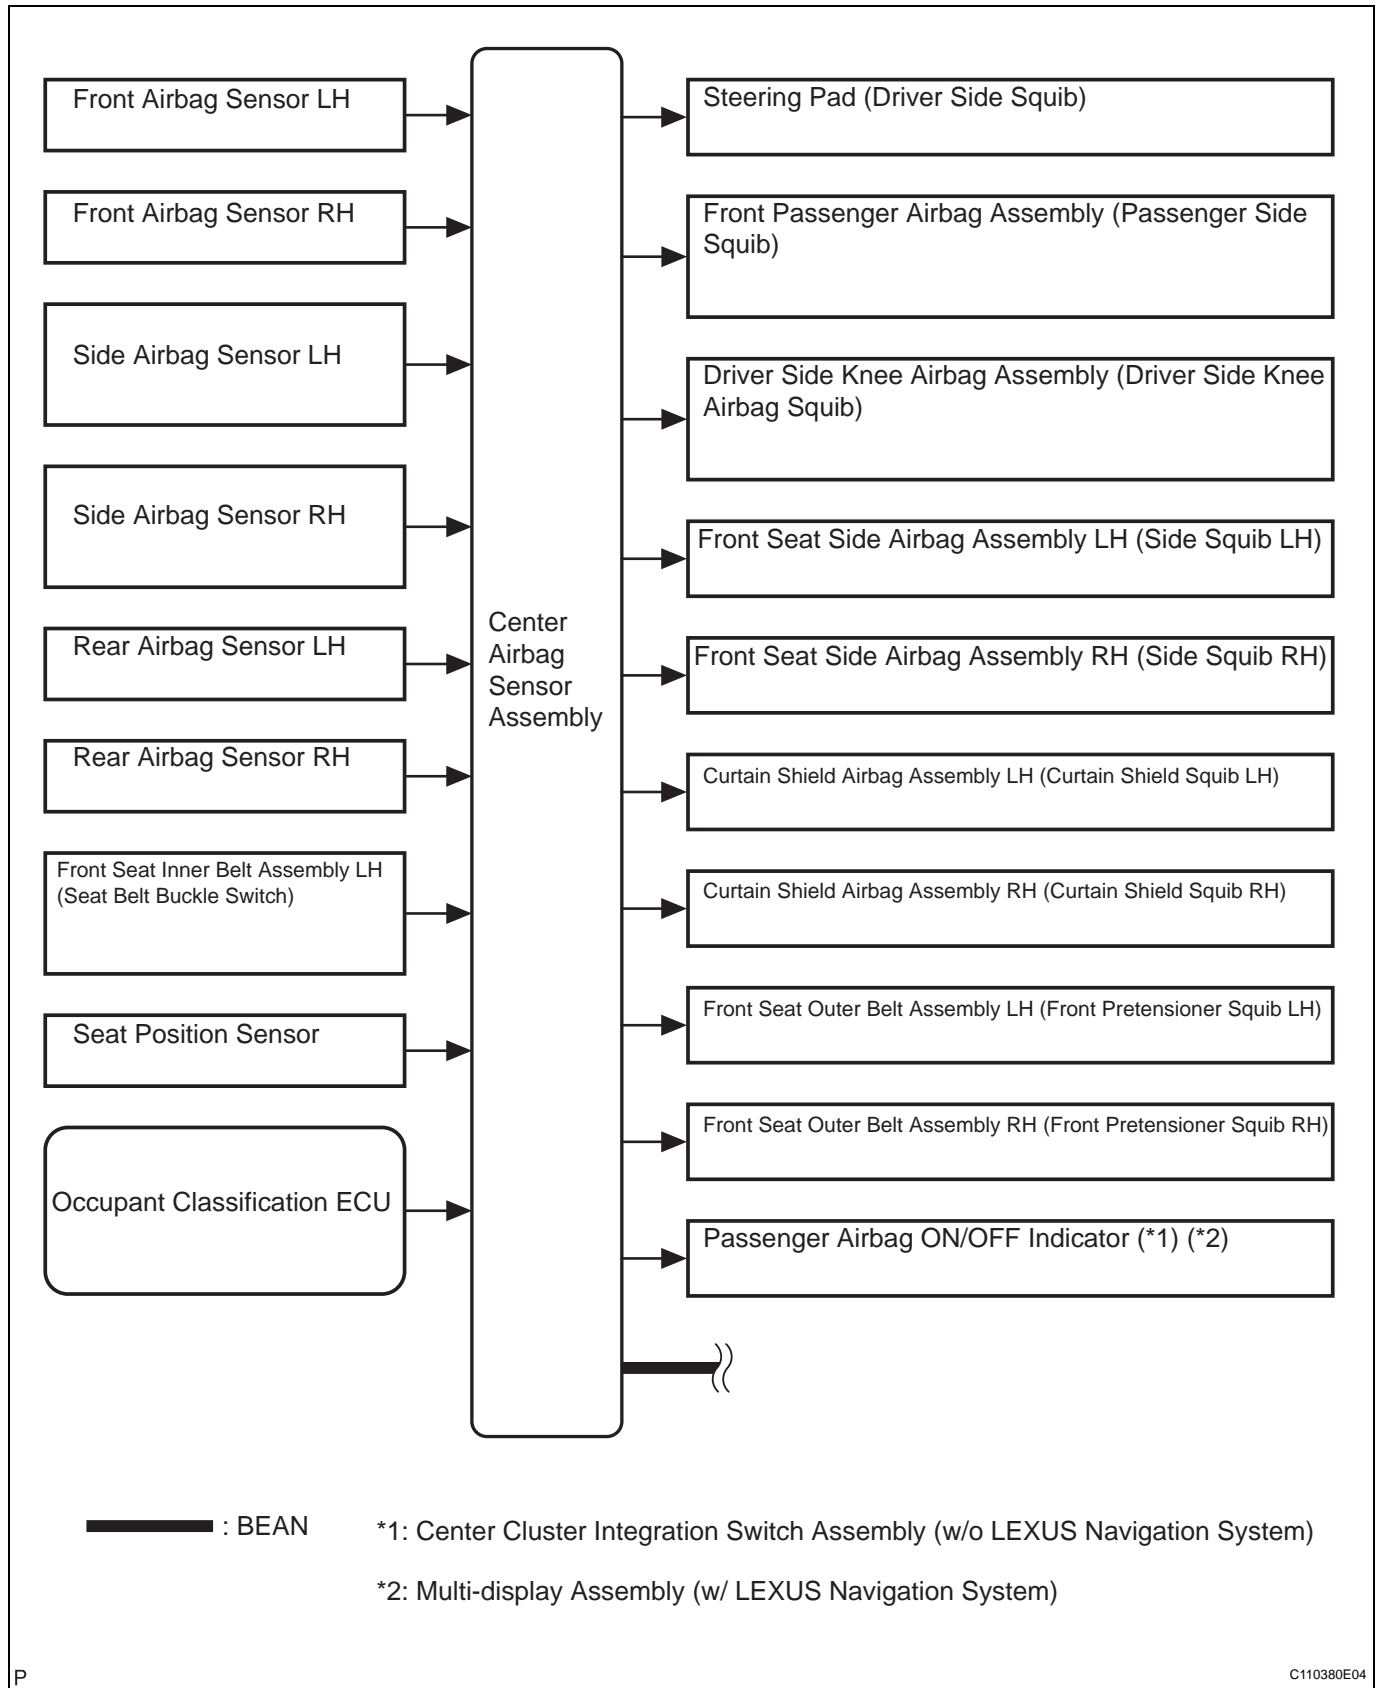 Front Airbag Sensor LH
Front Airbag Sensor RH
Side Airbag Sensor LH
Side Airbag Sensor RH
Rear Airbag Sensor LH
Rear Airbag Sensor RH
Front Seat Inner Belt Assembly LH
(Seat Belt Buckle Switch)
Seat Position Sensor
Occupant Classification ECU
Center
Airbag
Sensor
Assembly
Steering Pad (Driver Side Squib)
Front Passenger Airbag Assembly (Passenger Side
Squib)
Driver Side Knee Airbag Assembly (Driver Side Knee
Airbag Squib)
Front Seat Side Airbag Assembly LH (Side Squib LH)
Front Seat Side Airbag Assembly RH (Side Squib RH)
Curtain Shield Airbag Assembly LH (Curtain Shield Squib LH)
Curtain Shield Airbag Assembly RH (Curtain Shield Squib RH)
Front Seat Outer Belt Assembly LH (Front Pretensioner Squib LH)
Front Seat Outer Belt Assembly RH (Front Pretensioner Squib RH)
Passenger Airbag ON/OFF Indicator (*1) (*2)
: BEAN
*1: Center Cluster Integration Switch Assembly (w/o LEXUS Navigation System)
*2: Multi-display Assembly (w/ LEXUS Navigation System)
P
C110380E04